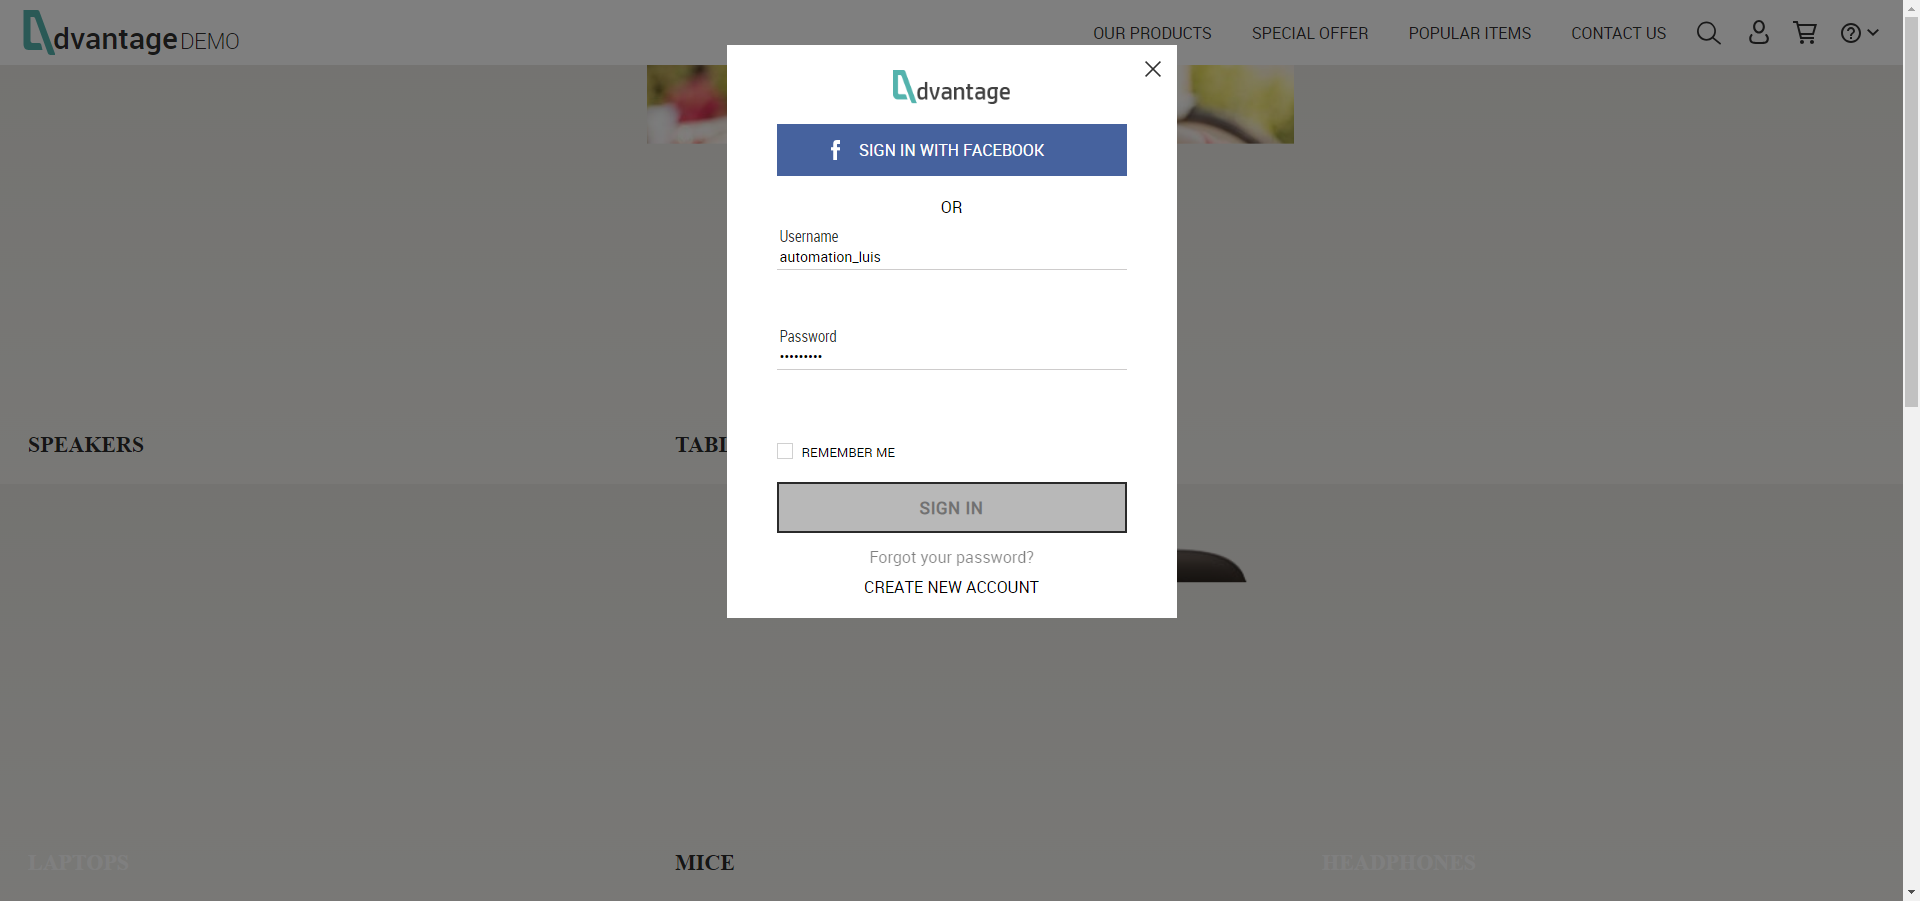 dvantage DEMO
OUR PRODUCTS
SPECIAL OFFER
POPULAR ITEMS
CONTACT US
dvantage
f SIGN IN WITH FACEBOOK
OR
Username
automation_luis
Password
•••••••••
REMEMBER ME
SIGN IN
Forgot your password?
CREATE NEW ACCOUNT
SPEAKERS
TABL
LAPTOPS
MICE
HEADPHONES